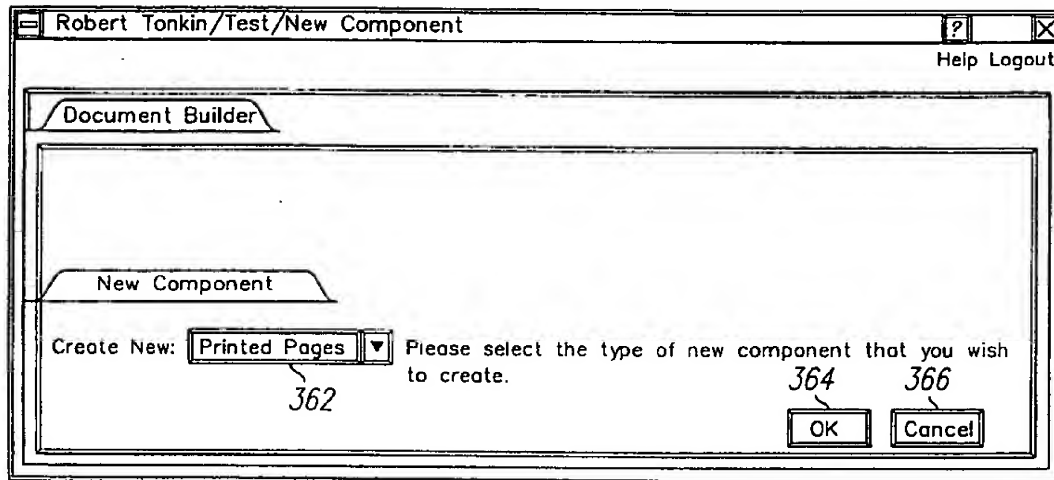 Robert Tonkin/Test/New Component ?
Help Logout
Document Builder
New Component
Create New: Printed Pages Please select the type of new component that you wish
to create.
362
364 366
OK Cancel